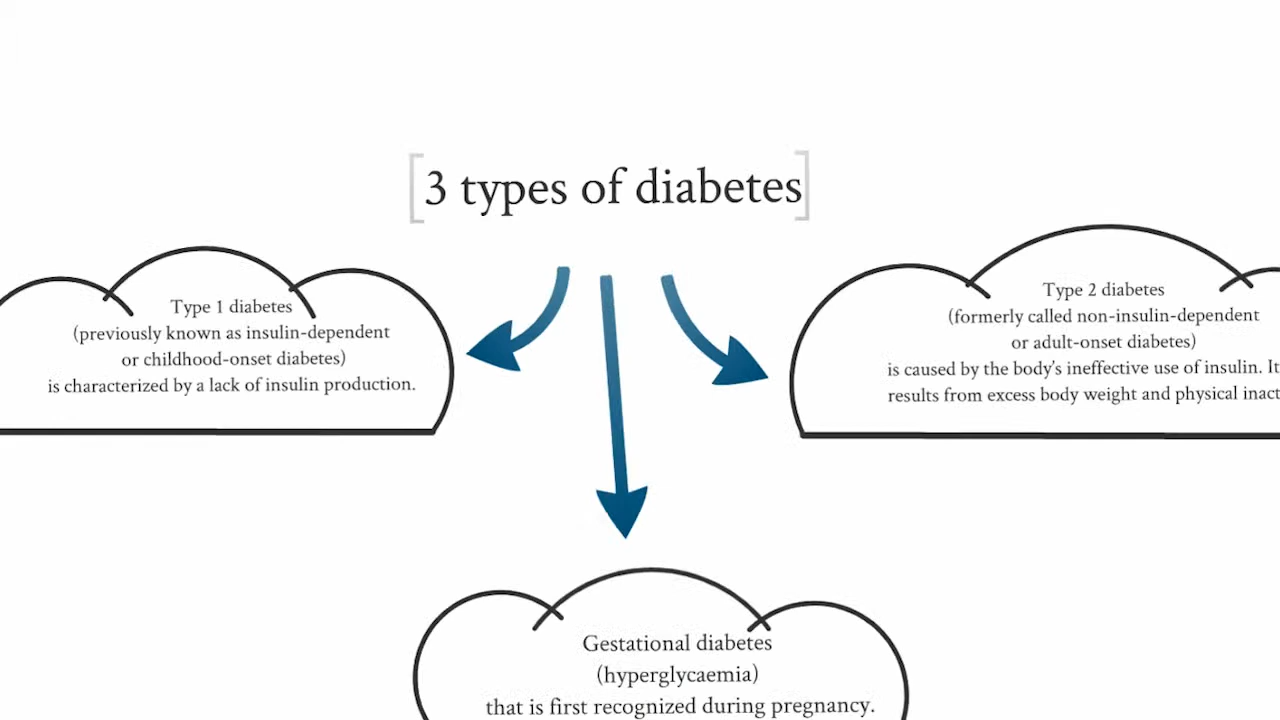 3 types of diabetes
Type 1 diabetes
(previously known as insulin-dependent
or childhood-onset diabetes)
is characterized by a lack of insulin production.
Type 2 diabetes
(formerly called non-insulin-dependent
or adult-onset diabetes)
is caused by the body's ineffective use of insulin. It
results from excess body weight and physical
Gestational diabetes
(hyperglycaemia)
that is first recognized during pregnancy.